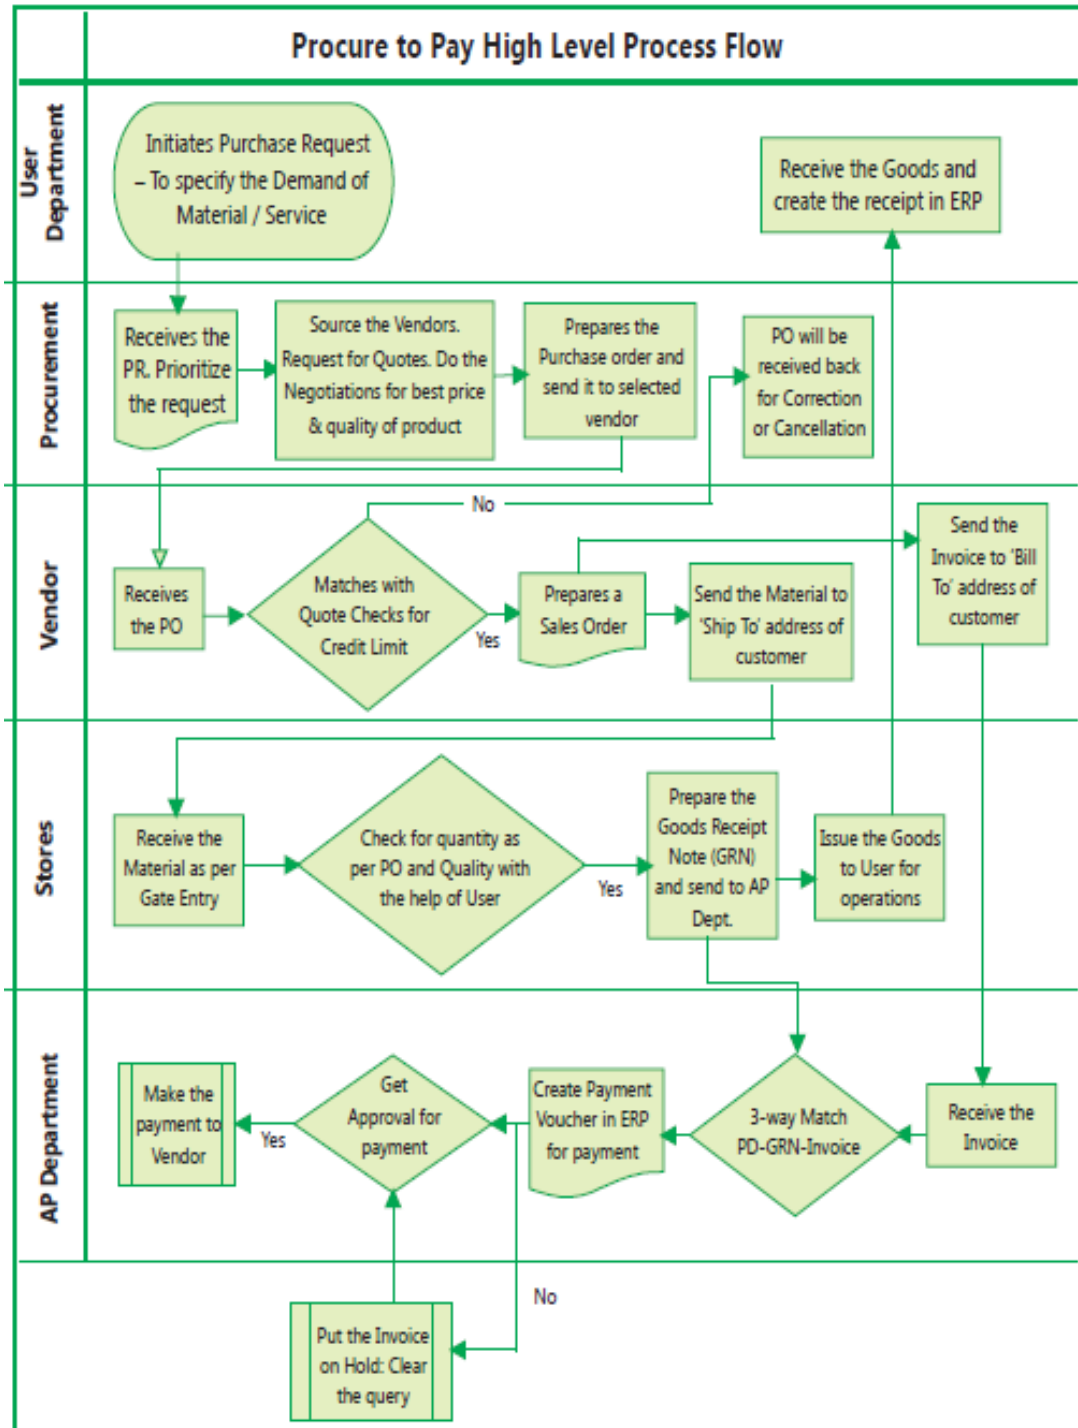 Procure to Pay High Level Process Flow
User
Department
Initiates Purchase Request
– To specify the Demand of
Material / Service
Receive the Goods and
create the receipt in ERP
Procurement
Receives the
PR. Prioritize
the request
Source the Vendors.
Request for Quotes. Do the
Negotiations for best price
& quality of product
Prepares the
Purchase order and
send it to selected
vendor
PO will be
received back
for Correction
or Cancellation
Vendor
No
Receives
the PO
Matches with
Quote Checks for
Credit Limit
Yes
Prepares a
Sales Order
Send the Material to
'Ship To' address of
customer
Send the
Invoice to 'Bill
To' address of
customer
Stores
Receive the
Material as per
Gate Entry
Check for quantity as
per PO and Quality with
the help of User
Yes
Prepare the
Goods Receipt
Note (GRN)
and send to AP
Dept.
Issue the Goods
to User for
operations
AP Department
Make the
payment to
Vendor
Yes
Get
Approval for
payment
Create Payment
Voucher in ERP
for payment
3-way Match
PD-GRN-Invoice
Receive the
Invoice
No
Put the Invoice
on Hold: Clear
the query